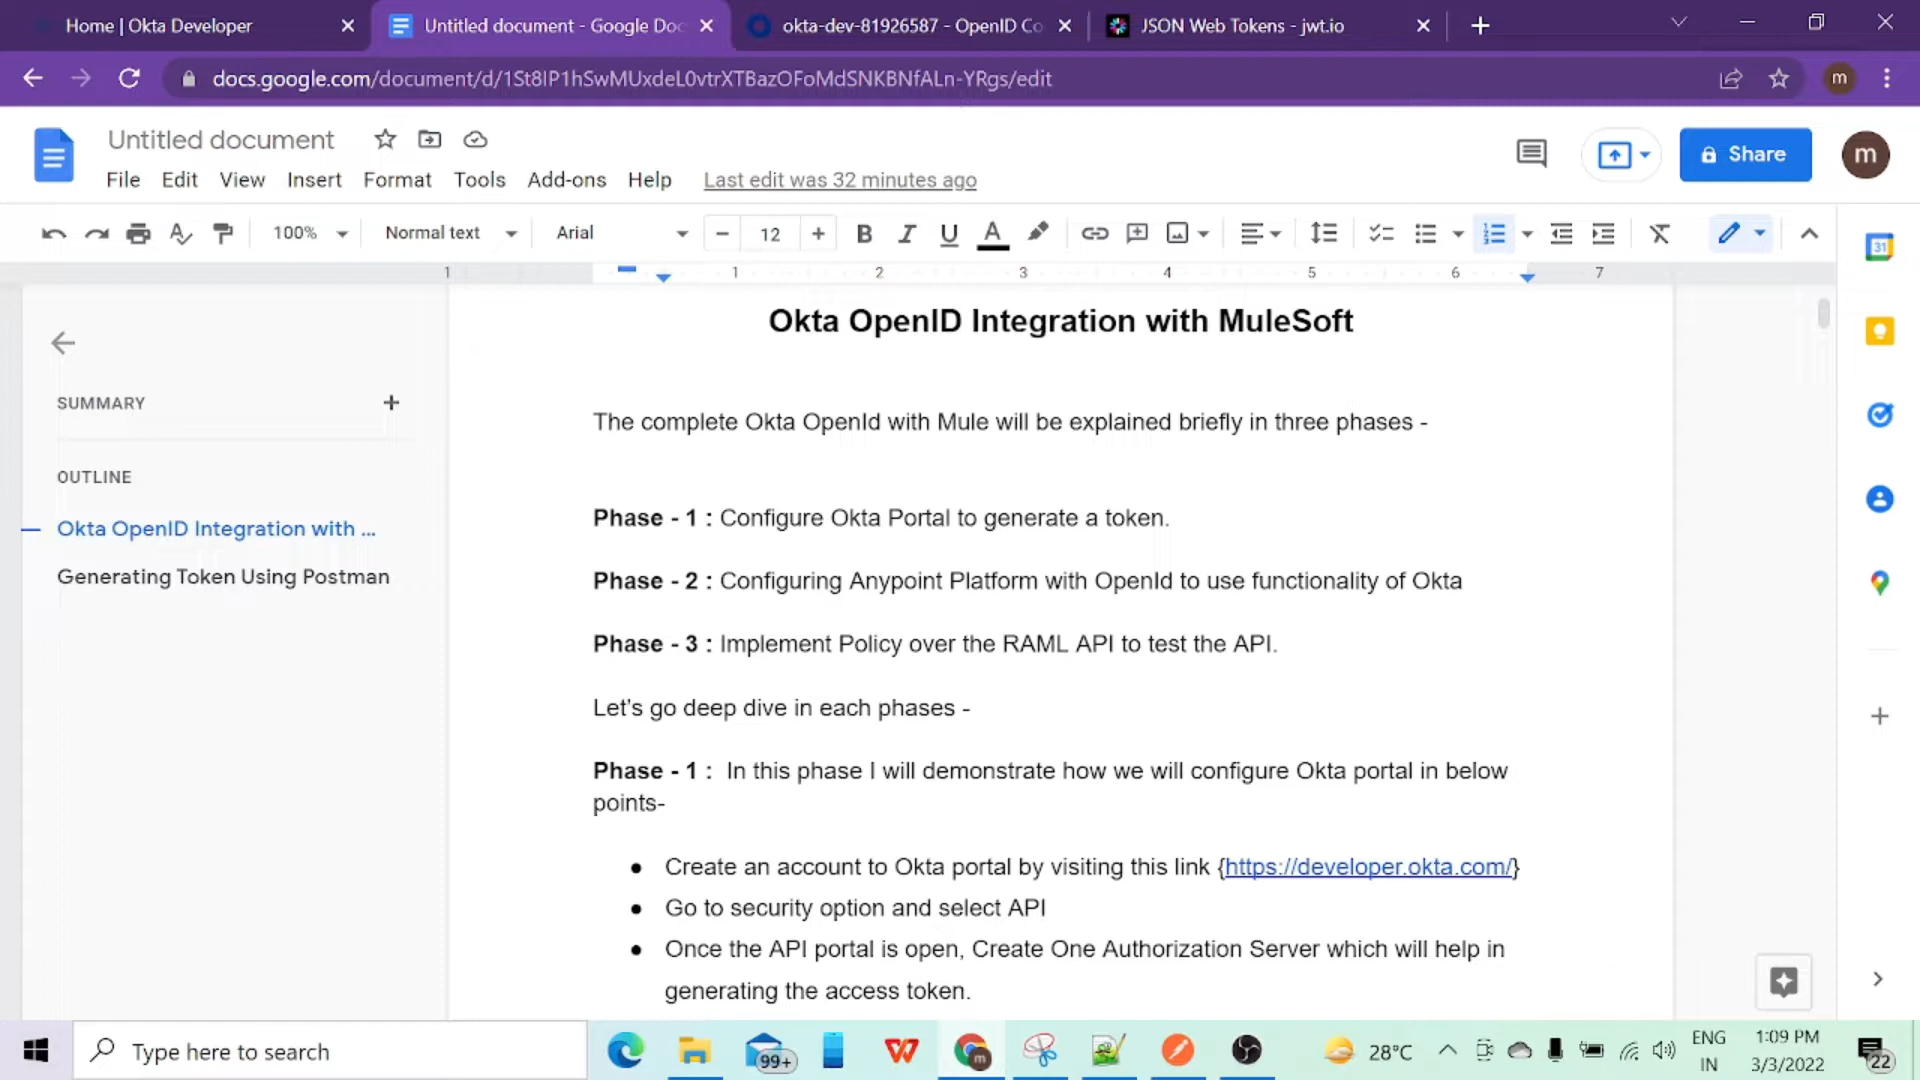 Home | Okta Developer
Untitled document - Google Doc
okta-dev-81926587 - OpenID Co
JSON Web Tokens - jwt.io
docs.google.com/document/d/1St8IP1hSwMUxdeL0vtrXTBazOFoMdSNKBNfALn-YRgs/edit
m
Untitled document
Share
m
File Edit View Insert Format Tools Add-ons Help Last edit was 32 minutes ago
100% Normal text Arial 12 B I U A
31
1 1 2 3 4 5 6 7
Okta OpenID Integration with MuleSoft
SUMMARY
The complete Okta OpenId with Mule will be explained briefly in three phases -
OUTLINE
Okta OpenID Integration with ...
Generating Token Using Postman
Phase - 1 : Configure Okta Portal to generate a token.
Phase - 2 : Configuring Anypoint Platform with OpenId to use functionality of Okta
Phase - 3 : Implement Policy over the RAML API to test the API.
Let's go deep dive in each phases -
Phase - 1 : In this phase I will demonstrate how we will configure Okta portal in below
points-
● Create an account to Okta portal by visiting this link {https://developer.okta.com/}
● Go to security option and select API
● Once the API portal is open, Create One Authorization Server which will help in
generating the access token.
Type here to search
99+
m
28°C
ENG
IN
1:09 PM
3/3/2022
22